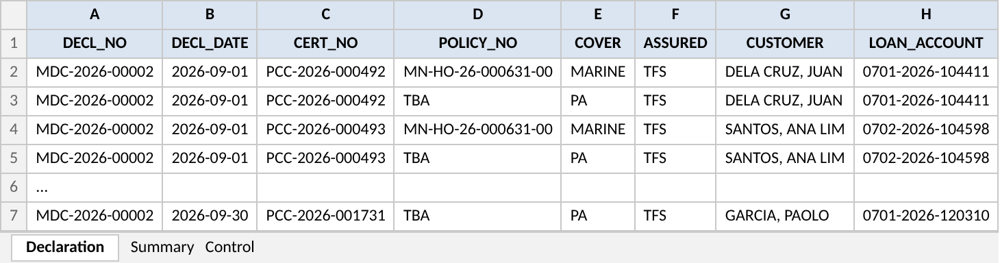 A B C D E F G H
1 DECL_NO DECL_DATE CERT_NO POLICY_NO COVER ASSURED CUSTOMER LOAN_ACCOUNT
2 MDC-2026-00002 2026-09-01 PCC-2026-000492 MN-HO-26-000631-00 MARINE TFS DELA CRUZ, JUAN 0701-2026-104411
3 MDC-2026-00002 2026-09-01 PCC-2026-000492 TBA PA TFS DELA CRUZ, JUAN 0701-2026-104411
4 MDC-2026-00002 2026-09-01 PCC-2026-000493 MN-HO-26-000631-00 MARINE TFS SANTOS, ANA LIM 0702-2026-104598
5 MDC-2026-00002 2026-09-01 PCC-2026-000493 TBA PA TFS SANTOS, ANA LIM 0702-2026-104598
6 ...
7 MDC-2026-00002 2026-09-30 PCC-2026-001731 TBA PA TFS GARCIA, PAOLO 0701-2026-120310
Declaration Summary Control